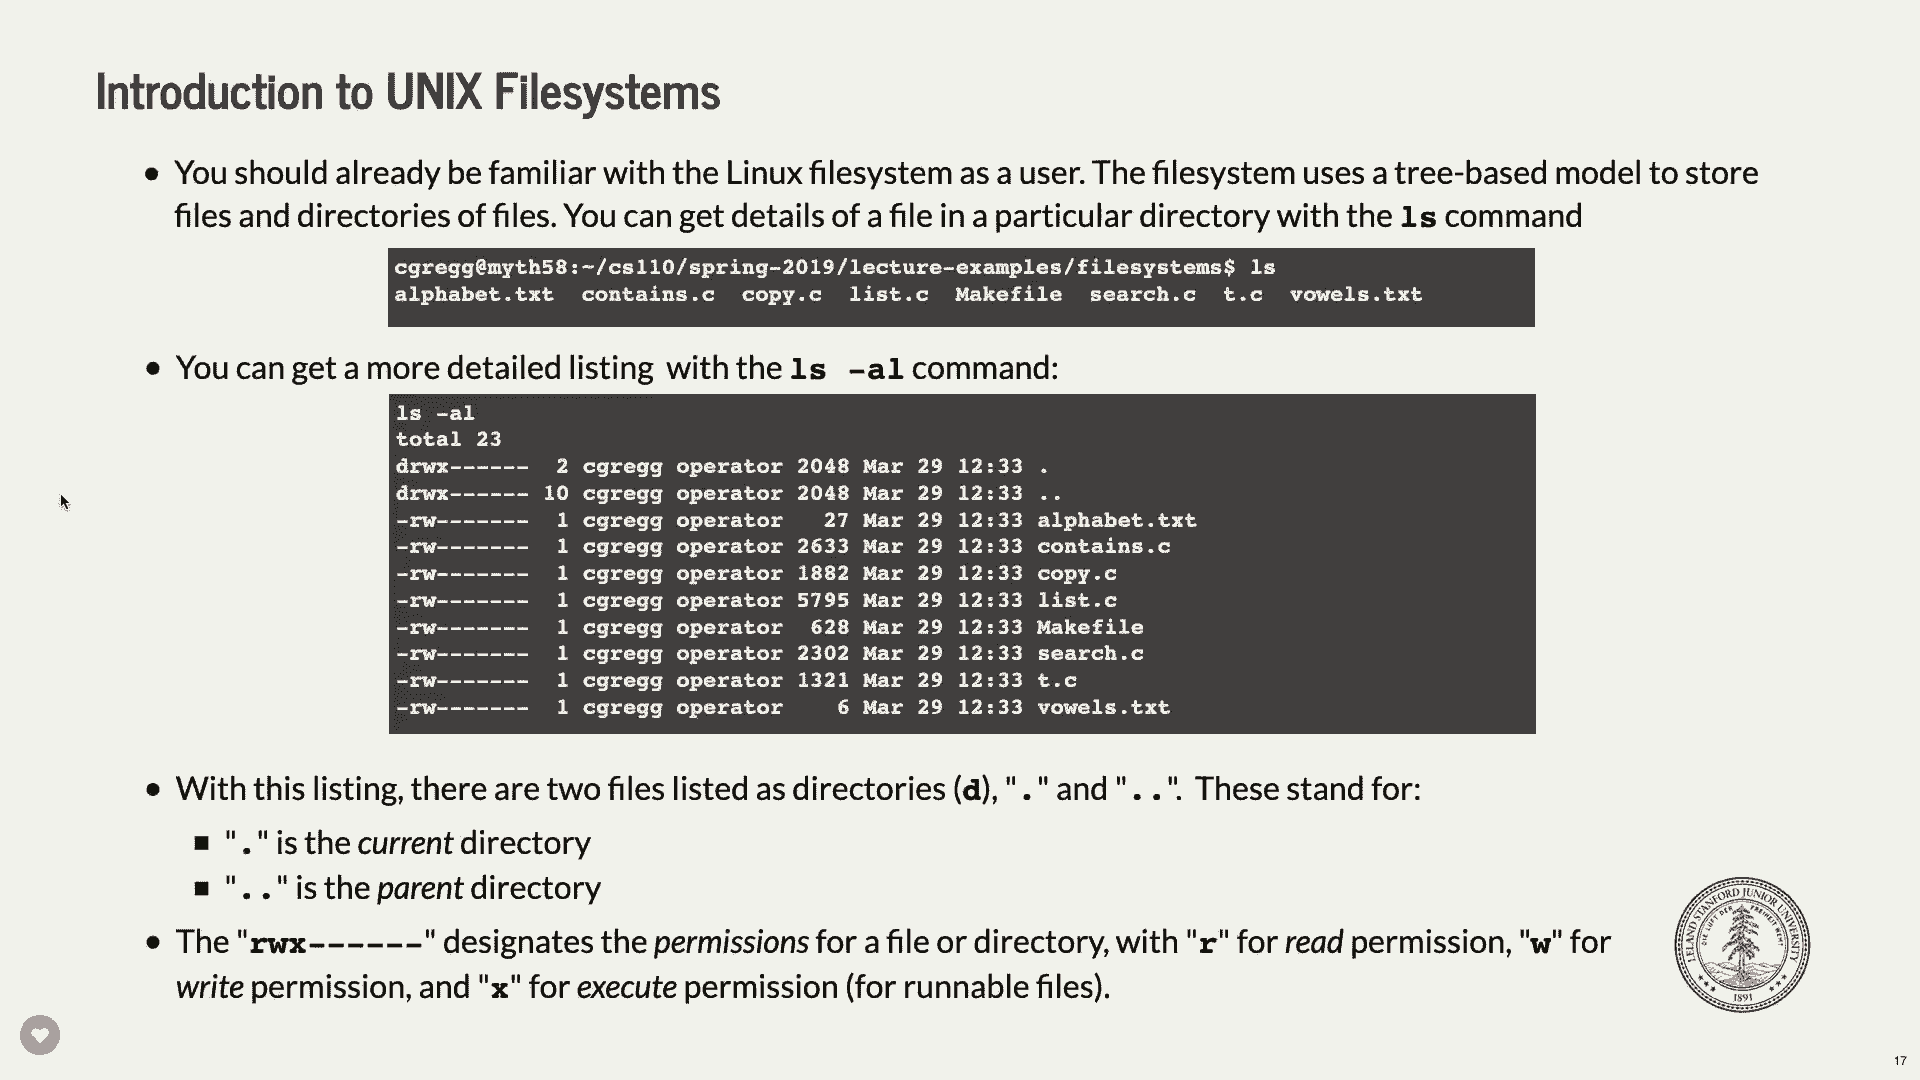 Introduction to UNIX Filesystems
• You should already be familiar with the Linux filesystem as a user. The filesystem uses a tree-based model to store
files and directories of files. You can get details of a file in a particular directory with the ls command
cgregg@myth58:~/cs110/spring-2019/lecture-examples/filesystems$ ls
alphabet.txt  contains.c  copy.c  list.c  Makefile  search.c  t.c  vowels.txt
• You can get a more detailed listing  with the ls -al command:
ls -al
total 23
drwx------  2 cgregg operator 2048 Mar 29 12:33 .
drwx------ 10 cgregg operator 2048 Mar 29 12:33 ..
-rw-------  1 cgregg operator   27 Mar 29 12:33 alphabet.txt
-rw-------  1 cgregg operator 2633 Mar 29 12:33 contains.c
-rw-------  1 cgregg operator 1882 Mar 29 12:33 copy.c
-rw-------  1 cgregg operator 5795 Mar 29 12:33 list.c
-rw-------  1 cgregg operator  628 Mar 29 12:33 Makefile
-rw-------  1 cgregg operator 2302 Mar 29 12:33 search.c
-rw-------  1 cgregg operator 1321 Mar 29 12:33 t.c
-rw-------  1 cgregg operator    6 Mar 29 12:33 vowels.txt
• With this listing, there are two files listed as directories (d), "." and "..".  These stand for:
■ "." is the current directory
■ ".." is the parent directory
• The "rwx------" designates the permissions for a file or directory, with "r" for read permission, "w" for
write permission, and "x" for execute permission (for runnable files).
LELAND STANFORD JUNIOR UNIVERSITY
DIE LUFT DER FREIHEIT WEHT
1891
17